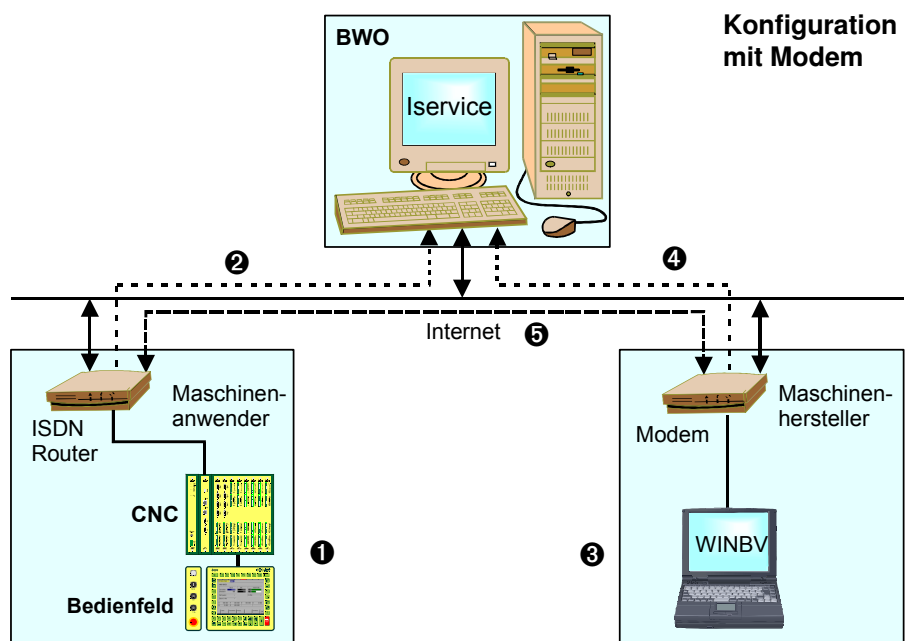 BWO
Konfiguration
mit Modem
Iservice
❷
❹
Internet
❺
Maschinen-
anwender
ISDN
Router
Maschinen-
hersteller
Modem
CNC
❶
❸
WINBV
Bedienfeld